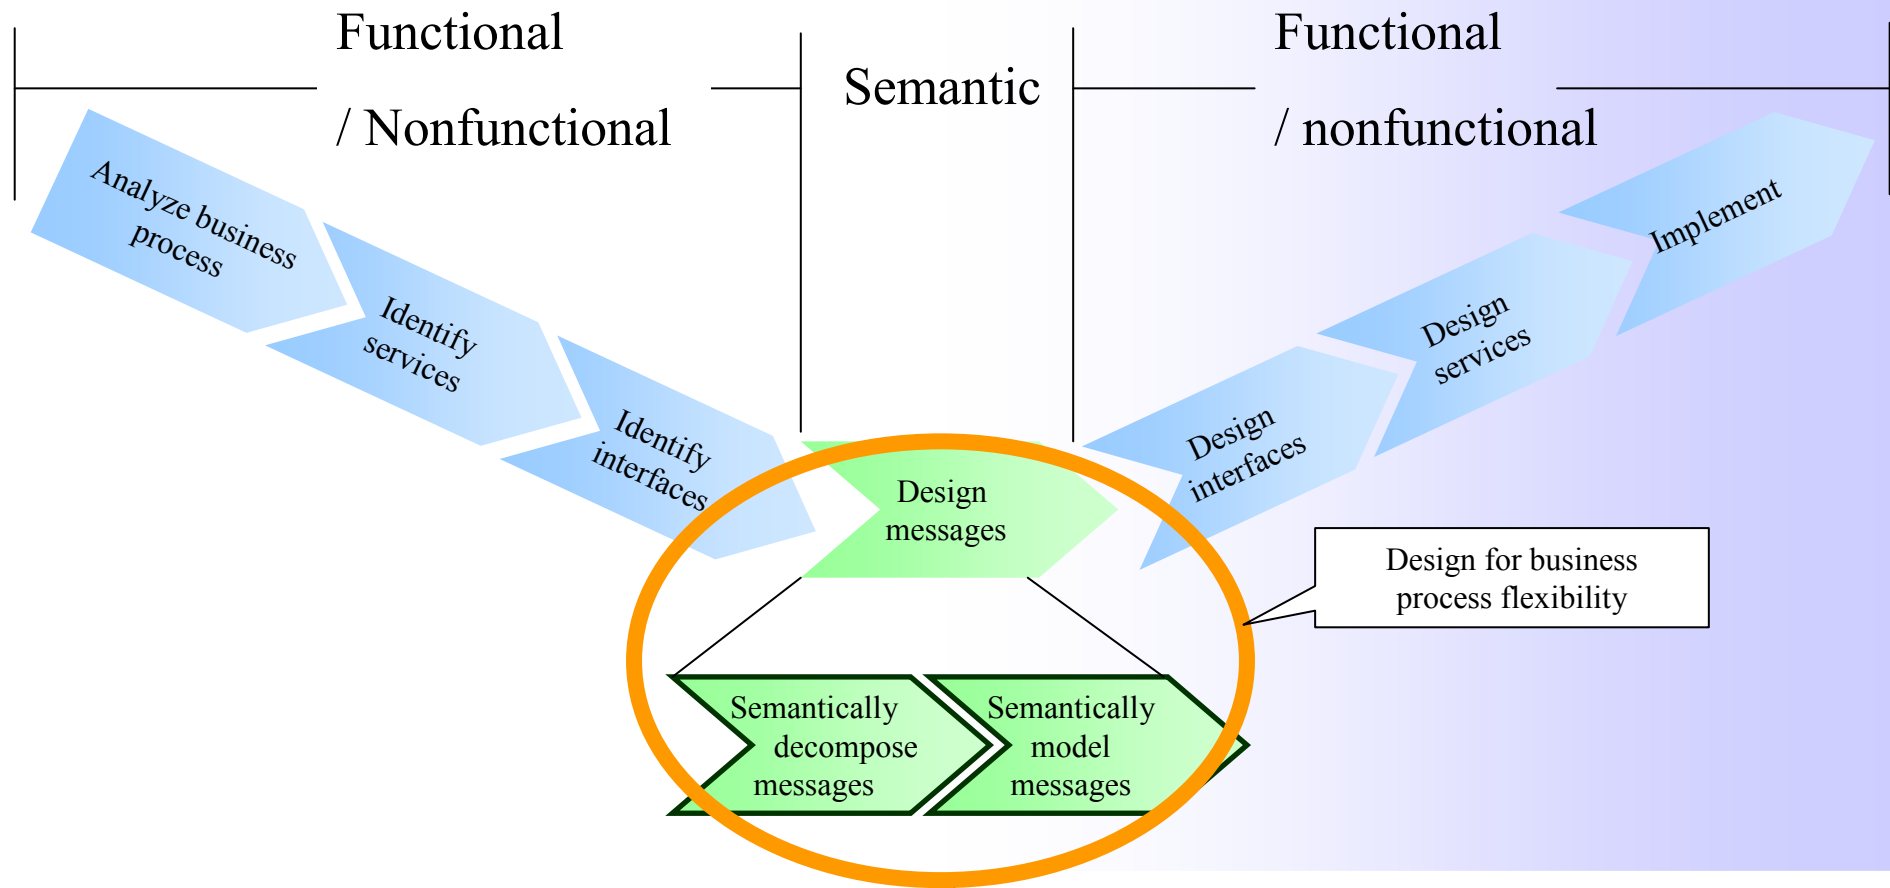 Functional
/ Nonfunctional
Semantic
Functional
/ nonfunctional
Analyze business
process
Identify
services
Identify
interfaces
Design
messages
Design
interfaces
Design
services
Implement
Design for business
process flexibility
Semantically
decompose
messages
Semantically
model
messages